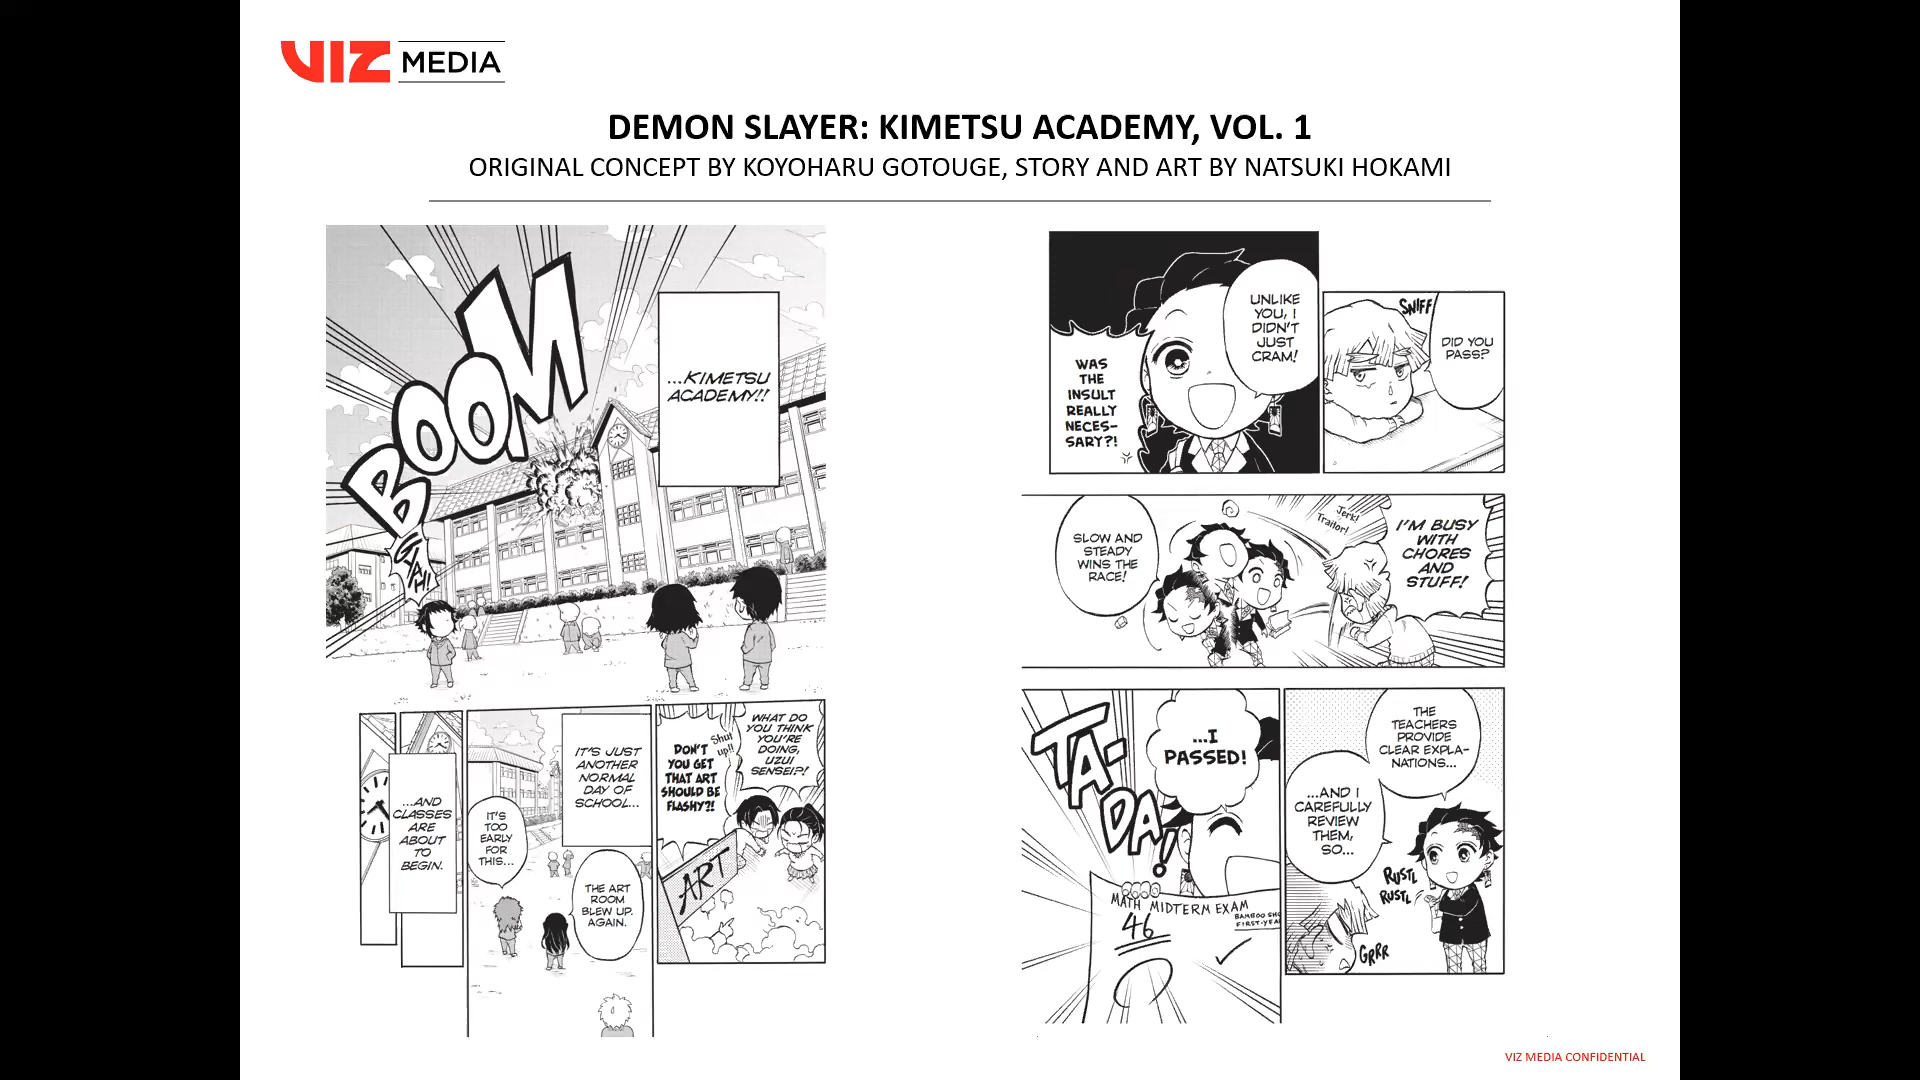 VIZ MEDIA
DEMON SLAYER: KIMETSU ACADEMY, VOL. 1
ORIGINAL CONCEPT BY KOYOHARU GOTOUGE, STORY AND ART BY NATSUKI HOKAMI
BOOM
GYAH!!
...KIMETSU
ACADEMY!!
WHAT DO
YOU THINK
YOU'RE
DOING,
UZUI
SENSEI?!
Shut
up!!
DON'T
YOU GET
THAT ART
SHOULD BE
FLASHY?!
ART
IT'S JUST
ANOTHER
NORMAL
DAY OF
SCHOOL...
THE ART
ROOM
BLEW UP.
AGAIN.
IT'S
TOO
EARLY
FOR
THIS...
...AND
CLASSES
ARE
ABOUT
TO
BEGIN.
SNIFF
DID YOU
PASS?
UNLIKE
YOU, I
DIDN'T
JUST
CRAM!
WAS
THE
INSULT
REALLY
NECES-
SARY?!
I'M BUSY
WITH
CHORES
AND
STUFF!
Jerk!
Traitor!
SLOW AND
STEADY
WINS THE
RACE!
THE
TEACHERS
PROVIDE
CLEAR EXPLA-
NATIONS...
...AND I
CAREFULLY
REVIEW
THEM,
SO...
RUSTL
RUSTL
GRRR
...I
PASSED!
TA-
DA!
MATH MIDTERM EXAM
46
BAMBOO SHO
FIRST-YEA
VIZ MEDIA CONFIDENTIAL